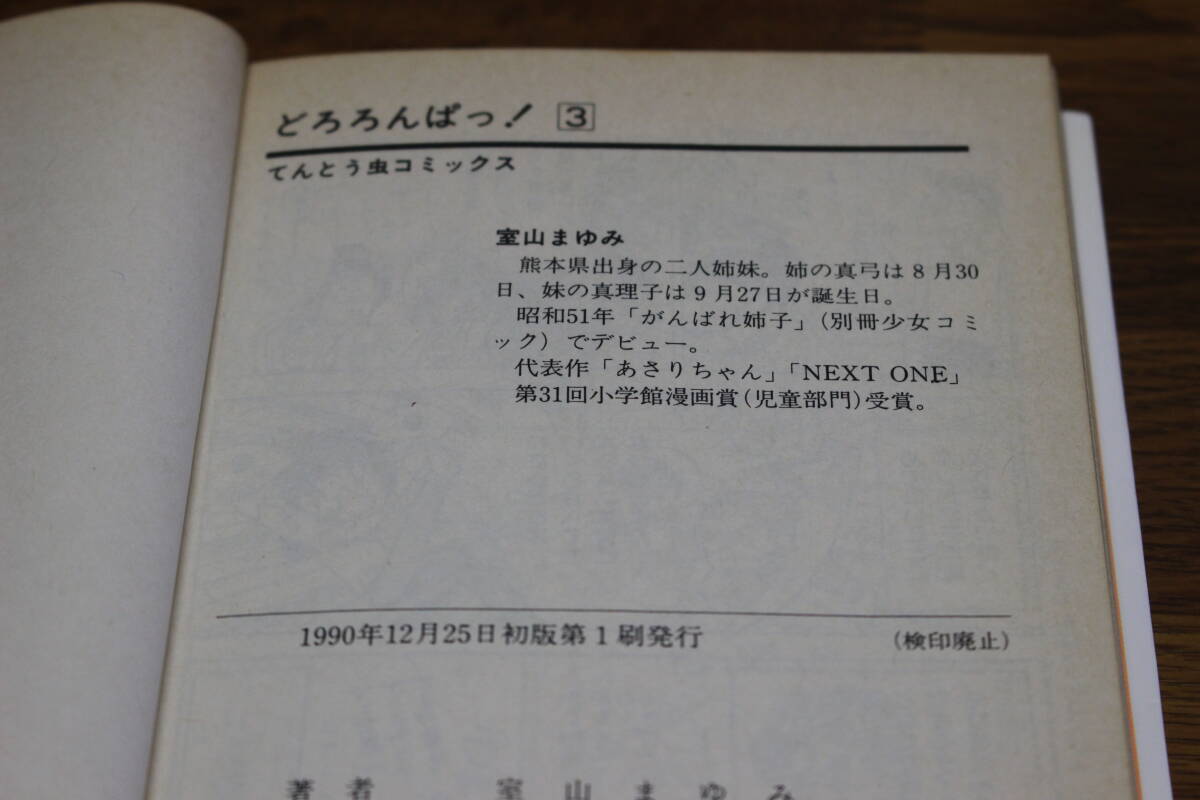 どろろんぱっ! 3
てんとう虫コミックス
室山まゆみ
熊本県出身の二人姉妹。姉の真弓は8月30
日、妹の真理子は9月27日が誕生日。
昭和51年「がんばれ姉子」(別冊少女コミ
ック)でデビュー。
代表作「あさりちゃん」「NEXT ONE」
第31回小学館漫画賞(児童部門)受賞。
1990年12月25日初版第1刷発行 (検印廃止)
著者 室山まゆみ